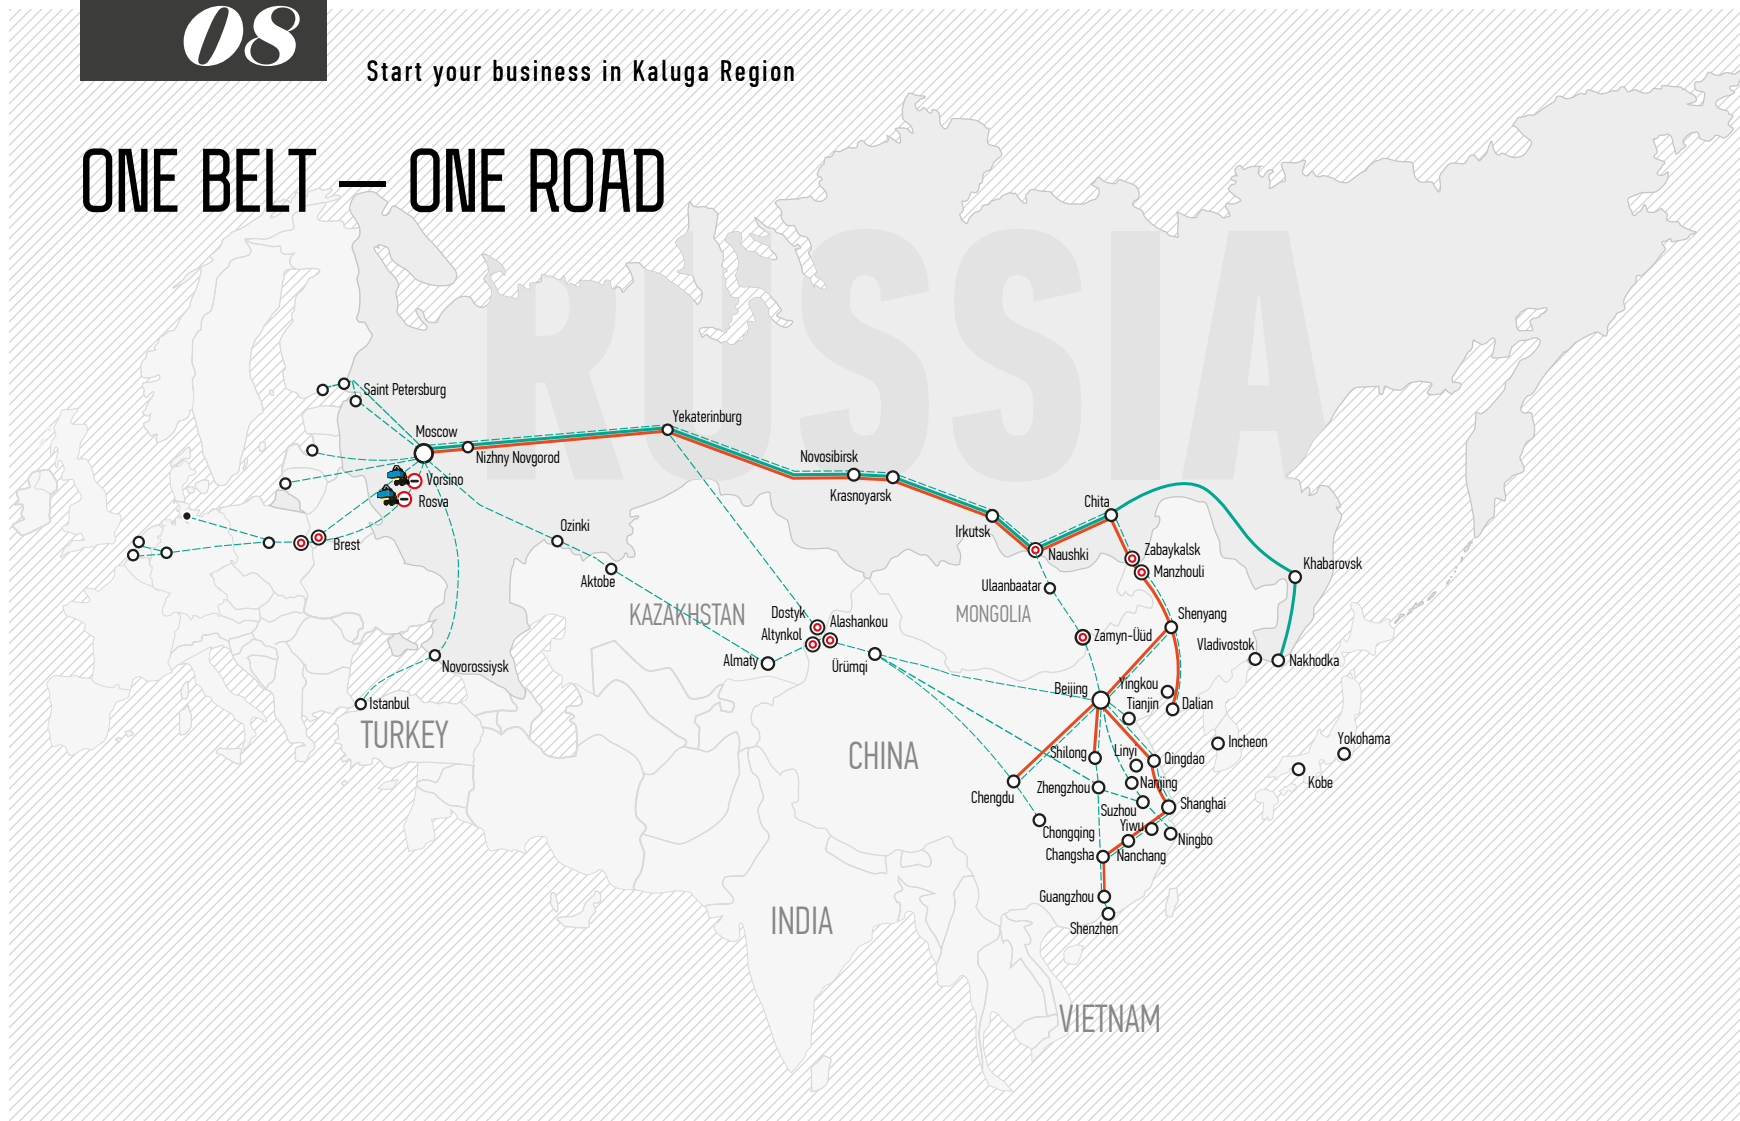 08
Start your business in Kaluga Region
ONE BELT — ONE ROAD
RUSSIA
Saint Petersburg
Moscow
Nizhny Novgorod
Yekaterinburg
Vorsino
Rosva
Novosibirsk
Krasnoyarsk
Irkutsk
Chita
Naushki
Zabaykalsk
Manzhouli
Khabarovsk
Brest
Ozinki
Aktobe
Ulaanbaatar
KAZAKHSTAN
MONGOLIA
Dostyk
Alashankou
Altynkol
Shenyang
Zamyn-Üüd
Vladivostok
Nakhodka
Novorossiysk
Almaty
Ürümqi
Istanbul
TURKEY
Beijing
Yingkou
Tianjin
Dalian
CHINA
Shilong
Linyi
Qingdao
Incheon
Yokohama
Kobe
Chengdu
Zhengzhou
Nanjing
Suzhou
Shanghai
Chongqing
Yiwu
Ningbo
Changsha
Nanchang
Guangzhou
Shenzhen
INDIA
VIETNAM